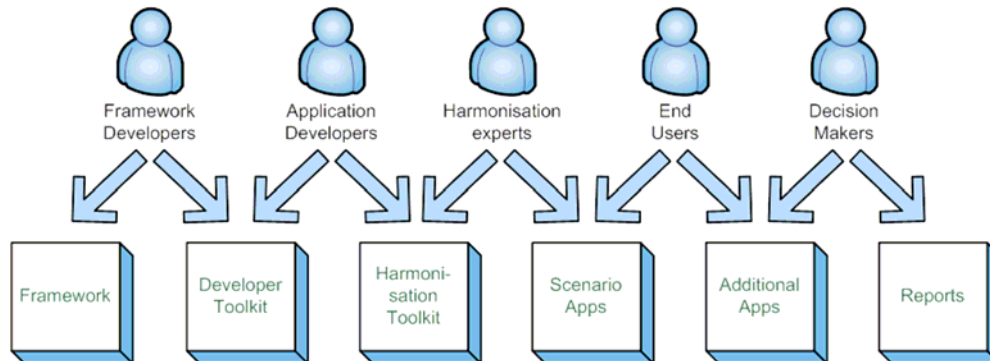 Framework
Developers
Application
Developers
Harmonisation
experts
End
Users
Decision
Makers
Framework
Developer
Toolkit
Harmoni-
sation
Toolkit
Scenario
Apps
Additional
Apps
Reports